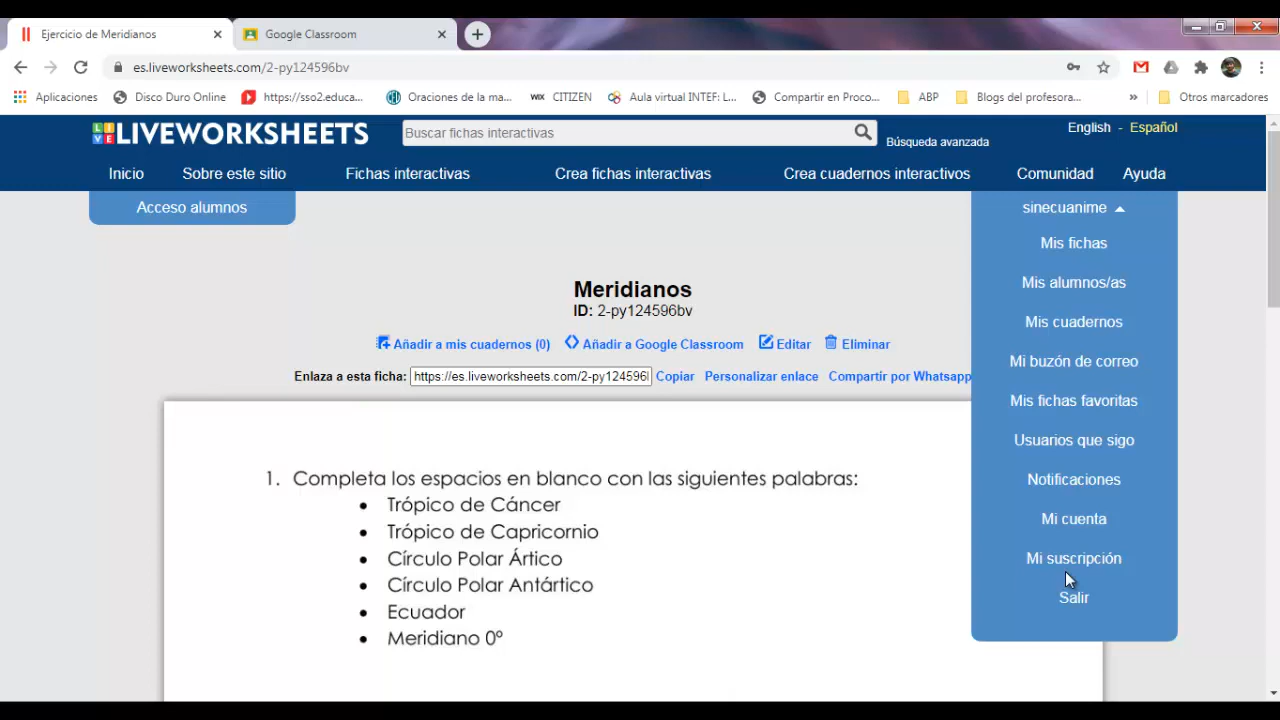 Ejercicio de Meridianos
Google Classroom
es.liveworksheets.com/2-py124596bv
Aplicaciones
Disco Duro Online
https://sso2.educa...
Oraciones de la ma...
WIX CITIZEN
Aula virtual INTEF: L...
Compartir en Proco...
ABP
Blogs del profesora...
»
Otros marcadores
LIVEWORKSHEETS
Buscar fichas interactivas
Búsqueda avanzada
English - Español
Inicio
Sobre este sitio
Fichas interactivas
Crea fichas interactivas
Crea cuadernos interactivos
Comunidad
Ayuda
Acceso alumnos
sinecuanime
Mis fichas
Mis alumnos/as
Mis cuadernos
Mi buzón de correo
Mis fichas favoritas
Usuarios que sigo
Notificaciones
Mi cuenta
Mi suscripción
Salir
Meridianos
ID: 2-py124596bv
Añadir a mis cuadernos (0)
Añadir a Google Classroom
Editar
Eliminar
Enlaza a esta ficha: https://es.liveworksheets.com/2-py124596l Copiar Personalizar enlace Compartir por Whatsapp
1. Completa los espacios en blanco con las siguientes palabras:
• Trópico de Cáncer
• Trópico de Capricornio
• Círculo Polar Ártico
• Círculo Polar Antártico
• Ecuador
• Meridiano 0º